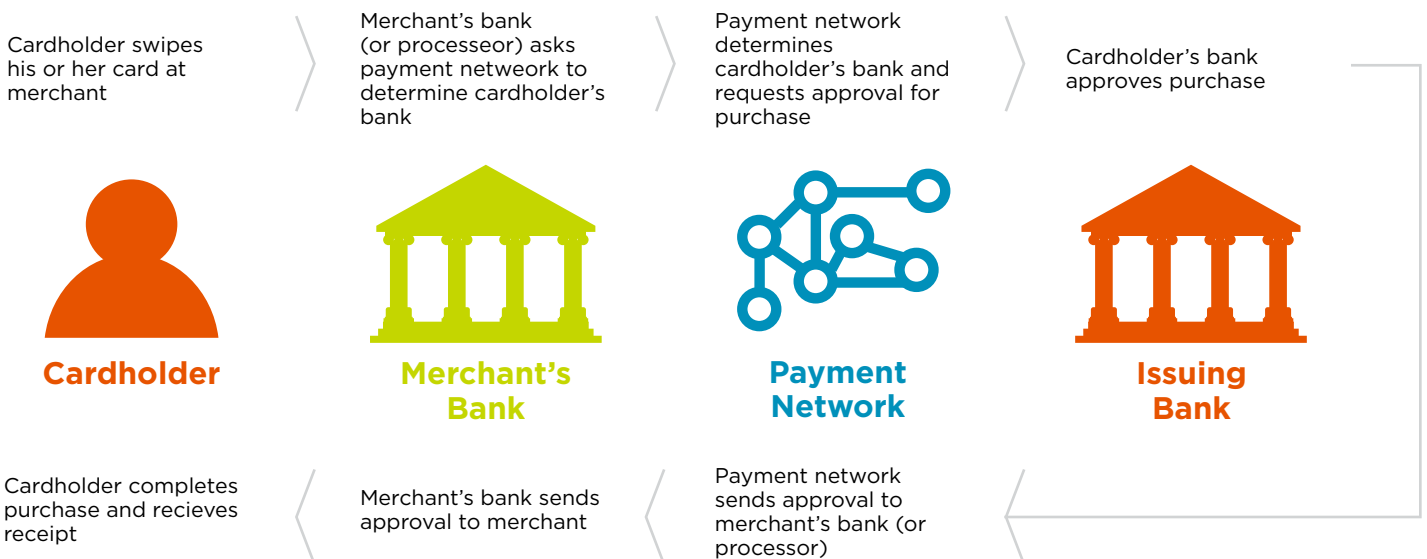 Cardholder swipes
his or her card at
merchant
Merchant’s bank
(or processeor) asks
payment netweork to
determine cardholder’s
bank
Payment network
determines
cardholder’s bank and
requests approval for
purchase
Cardholder’s bank
approves purchase
Cardholder
Merchant’s
Bank
Payment
Network
Issuing
Bank
Cardholder completes
purchase and recieves
receipt
Merchant’s bank sends
approval to merchant
Payment network
sends approval to
merchant’s bank (or
processor)